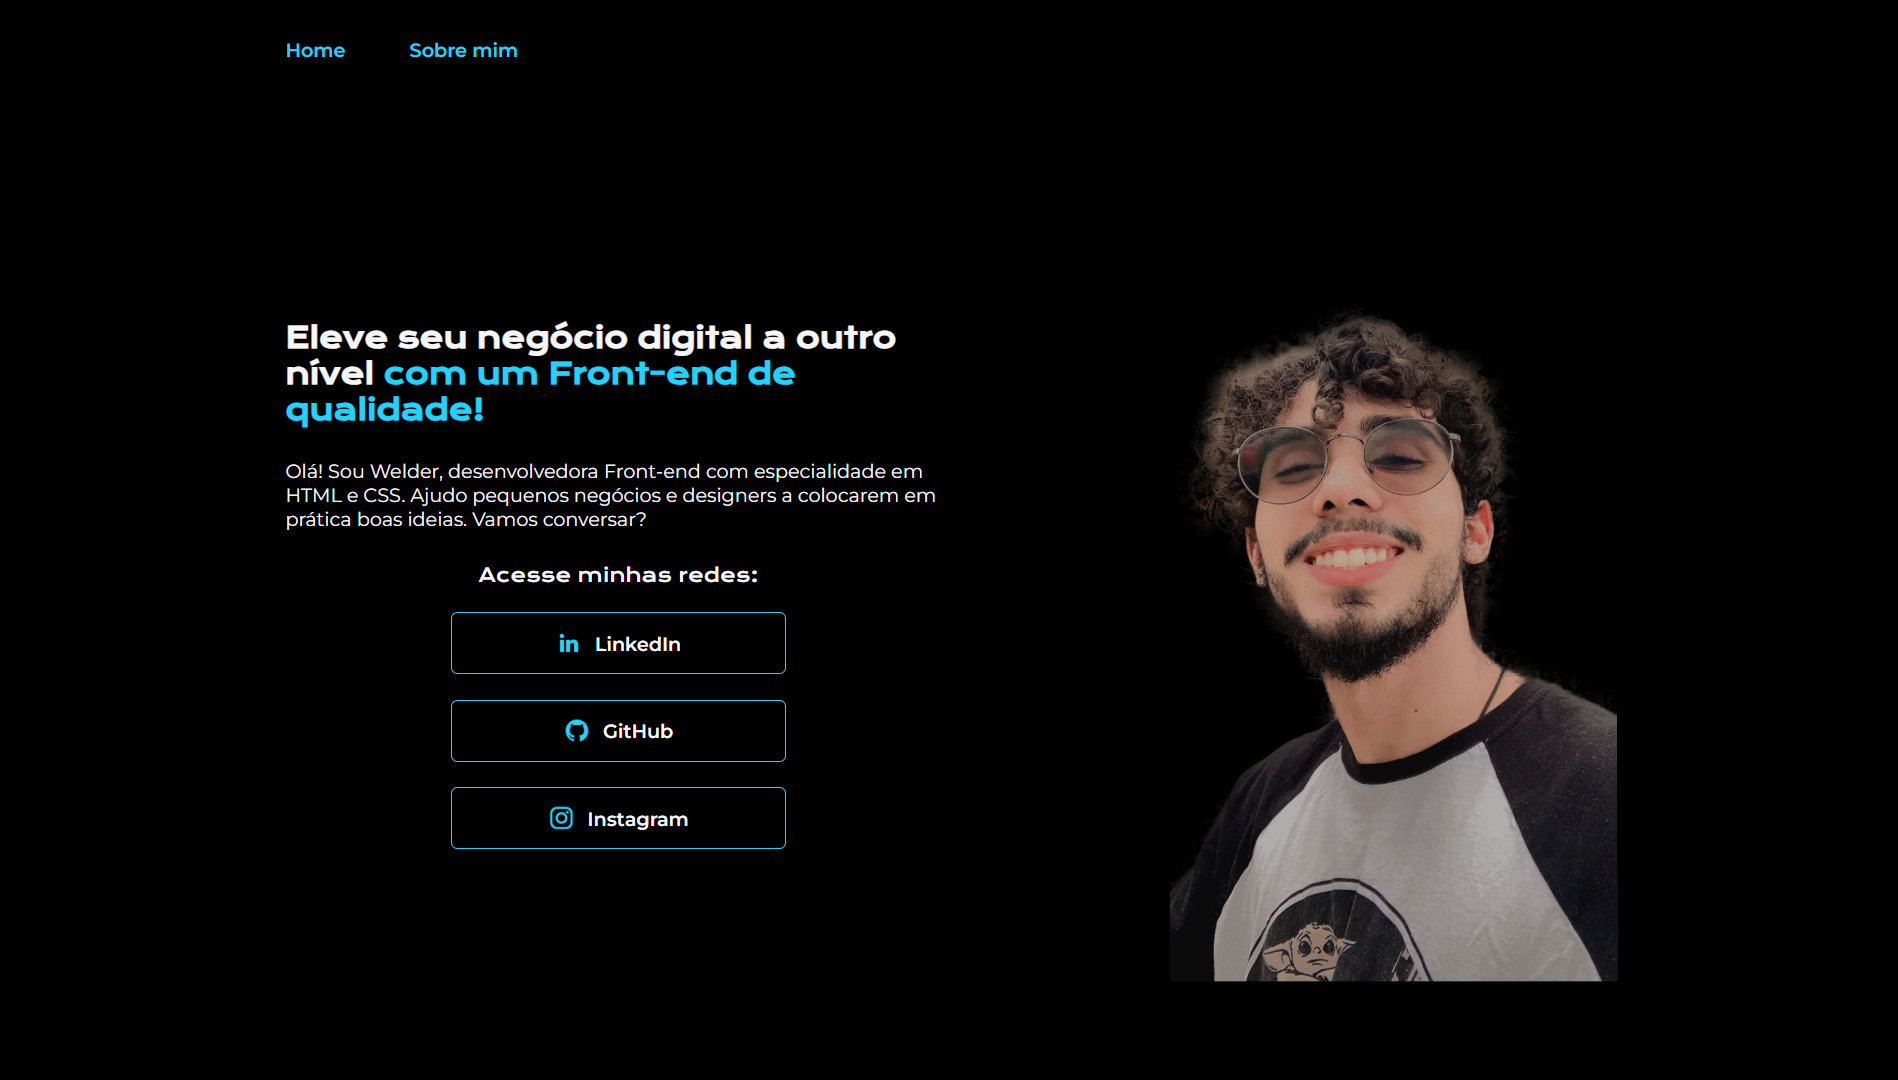 Home Sobre mim
Eleve seu negócio digital a outro
nível com um Front-end de
qualidade!
Olá! Sou Welder, desenvolvedora Front-end com especialidade em
HTML e CSS. Ajudo pequenos negócios e designers a colocarem em
prática boas ideias. Vamos conversar?
Acesse minhas redes:
LinkedIn
GitHub
Instagram